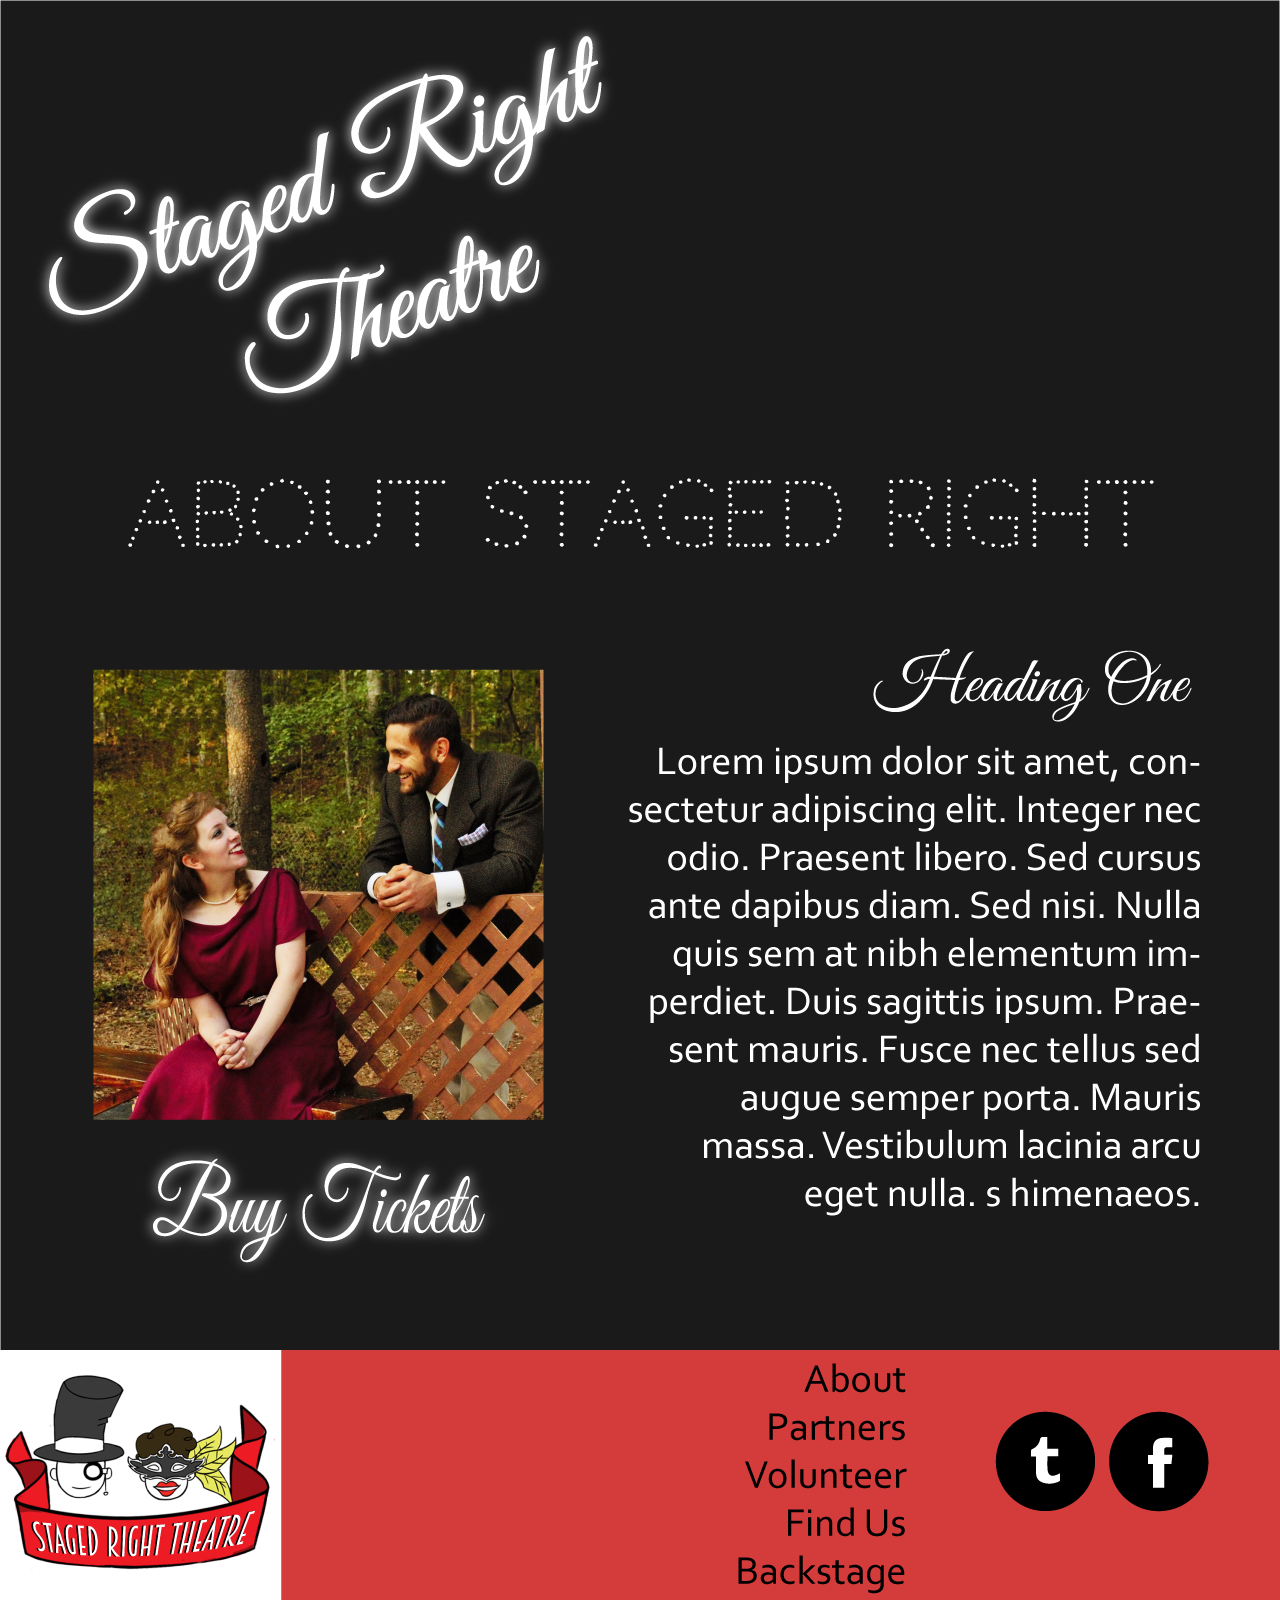 Staged Right
Theatre
ABOUT STAGED RIGHT
Heading One
Lorem ipsum dolor sit amet, con-
sectetur adipiscing elit. Integer nec
odio. Praesent libero. Sed cursus
ante dapibus diam. Sed nisi. Nulla
quis sem at nibh elementum im-
perdiet. Duis sagittis ipsum. Prae-
sent mauris. Fusce nec tellus sed
augue semper porta. Mauris
massa. Vestibulum lacinia arcu
eget nulla. s himenaeos.
Buy Tickets
STAGED RIGHT THEATRE
About
Partners
Volunteer
Find Us
Backstage
t f